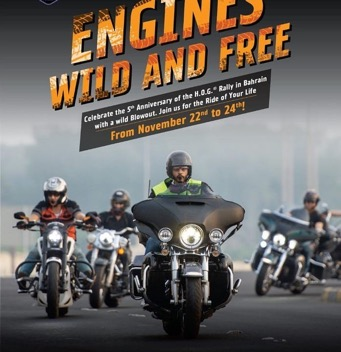 ENGINES
WILD AND FREE
Celebrate the 5th Anniversary of the H.O.G.® Rally in Bahrain
with a wild Blowout. Join us for the Ride of Your Life
From November 22nd to 24th!